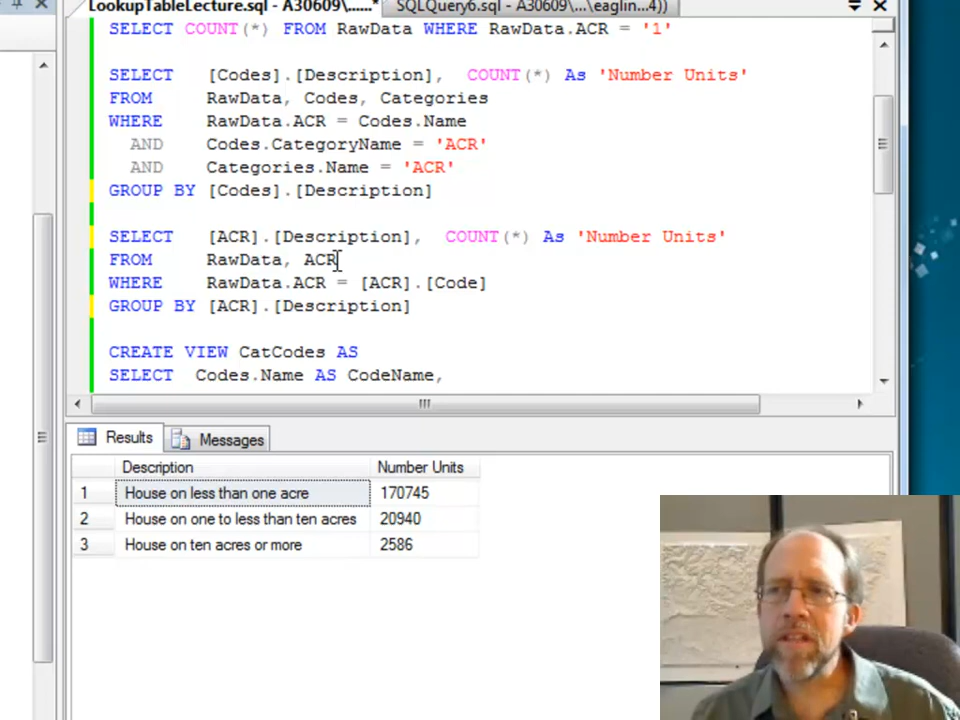 LookupTableLecture.sql - A30609\......*
SQLQuery6.sql - A30609\...\eaglin...4))
SELECT COUNT(*) FROM RawData WHERE RawData.ACR = '1'
SELECT [Codes].[Description], COUNT(*) As 'Number Units'
FROM RawData, Codes, Categories
WHERE RawData.ACR = Codes.Name
AND Codes.CategoryName = 'ACR'
AND Categories.Name = 'ACR'
GROUP BY [Codes].[Description]
SELECT [ACR].[Description], COUNT(*) As 'Number Units'
FROM RawData, ACR
WHERE RawData.ACR = [ACR].[Code]
GROUP BY [ACR].[Description]
CREATE VIEW CatCodes AS
SELECT Codes.Name AS CodeName,
Results Messages
Description Number Units
1 House on less than one acre 170745
2 House on one to less than ten acres 20940
3 House on ten acres or more 2586